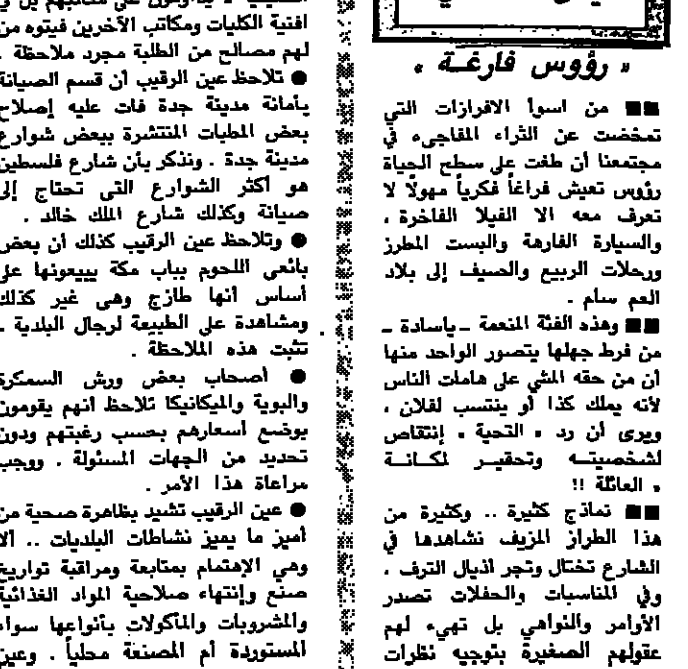 « رؤوس فارغـة »
■■ من اسوأ الافرازات التي
تمخضت عن الثراء المفاجىء في
مجتمعنا أن طفت على سطح الحياة
رؤوس تعيش فراغاً فكرياً مهولًا لا
تعرف معه الا الفيلا الفاخرة ،
والسيارة الفارهة والبست المطرز
ورحلات الربيع والصيف إلى بلاد
العم سام .
■■ وهذه الفئة المنعمة ـ ياسادة ـ
من فرط جهلها يتصور الواحد منها
أن من حقه المشي على هامات الناس
لأنه يملك كذا أو ينتسب لفلان ،
ويرى أن رد « التحية » إنتقاص
لشخصيتــه وتحقيــر لمكـانــة
« العائلة !!
■■ نماذج كثيرة .. وكثيرة من
هذا الطراز المزيف نشاهدها في
الشارع تختال وتجر أذيال الترف .
وفي المناسبات والحفلات تصدر
الأوامر والنواهي بل تهيء لهم
عقولهم الصغيرة بتوجيه نظرات
افنية الكليات ومكاتب الآخرين فيتوه من
لهم مصالح من الطلبة مجرد ملاحظة .
● تلاحظ عين الرقيب أن قسم الصيانة
بأمانة مدينة جدة فات عليه إصلاح
بعض المطبات المنتشرة ببعض شوارع
مدينة جدة . ونذكر بأن شارع فلسطين
هو أكثر الشوارع التى تحتاج إلى
صيانة وكذلك شارع الملك خالد .
● وتلاحظ عين الرقيب كذلك أن بعض
بائعى اللحوم بباب مكة يبيعونها على
أساس أنها طازج وهى غير كذلك
ومشاهدة على الطبيعة لرجال البلدية .
تثبت هذه الملاحظة .
● أصحاب بعض ورش السمكرة
والبوية والميكانيكا تلاحظ أنهم يقومون
بوضع أسعارهم بحسب رغبتهم ودون
تحديد من الجهات المسئولة . ووجب
مراعاة هذا الأمر .
● عين الرقيب تشيد بظاهرة صحية من
أميز ما يميز نشاطات البلديات .. ألا
وهي الإهتمام بمتابعة ومراقبة تواريخ
صنع وإنتهاء صلاحية المواد الغذائية
والمشروبات والمأكولات بأنواعها سواء
المستوردة أم المصنعة محلياً . وعين